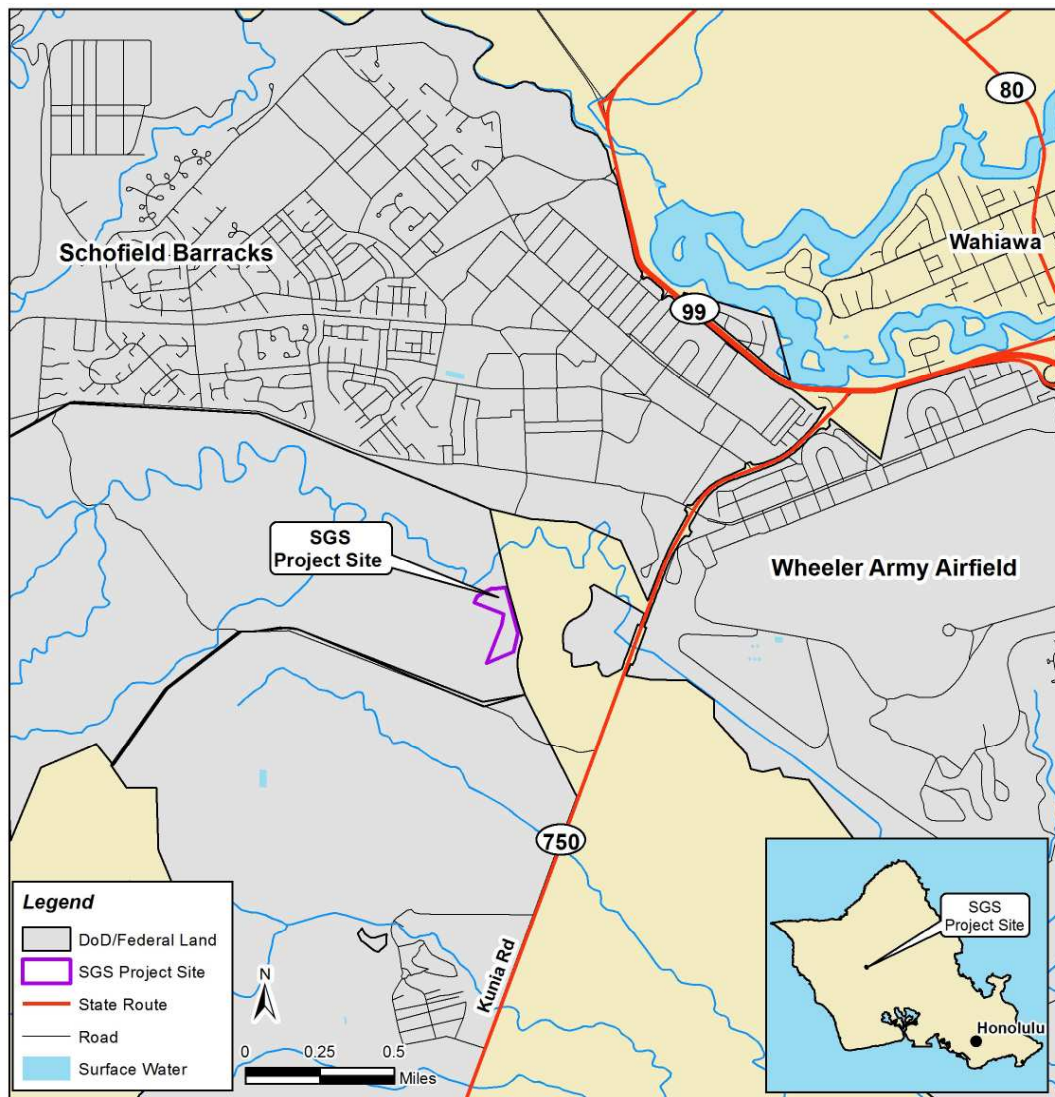 80
Schofield Barracks
Wahiawa
99
SGS
Project Site
Wheeler Army Airfield
750
Kunia Rd
Legend
DoD/Federal Land
SGS Project Site
State Route
Road
Surface Water
N
0 0.25 0.5
Miles
SGS
Project Site
Honolulu